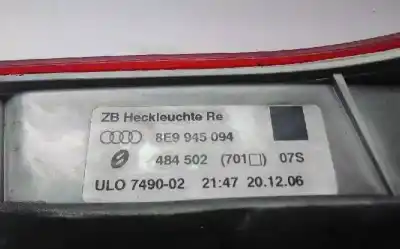 ZB Heckleuchte Re
8E9 945 094
484 502 (701□) 07S
ULO 7490-02 21:47 20.12.06